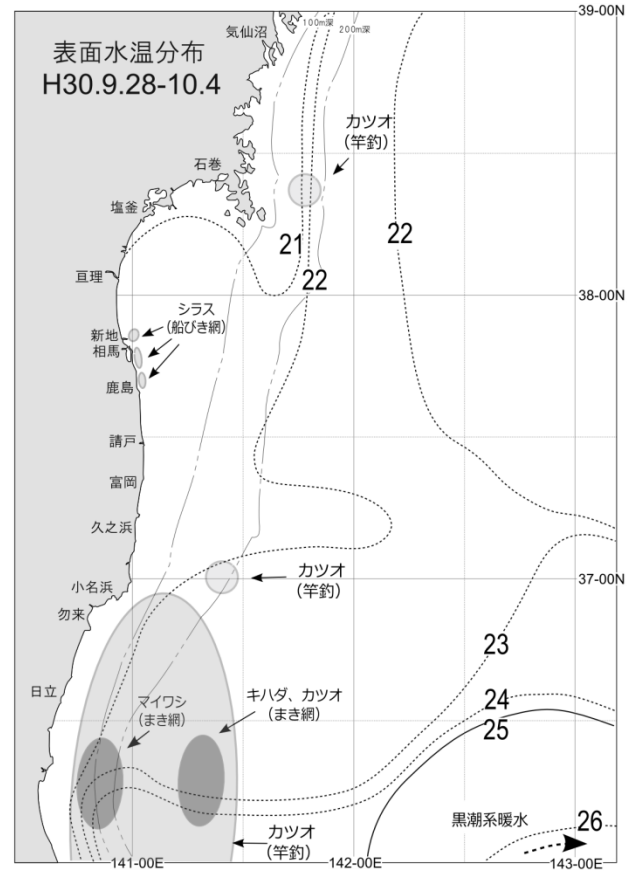 39-00N
気仙沼
100m深
200m深
表面水温分布
H30.9.28-10.4
カツオ
(竿釣)
石巻
塩釜
21
22
22
亘理
38-00N
シラス
(船びき網)
新地
相馬
鹿島
請戸
富岡
久之浜
カツオ
(竿釣)
37-00N
小名浜
勿来
23
日立
マイワシ
(まき網)
キハダ、カツオ
(まき網)
24
25
黒潮系暖水
26
カツオ
(竿釣)
141-00E
142-00E
143-00E